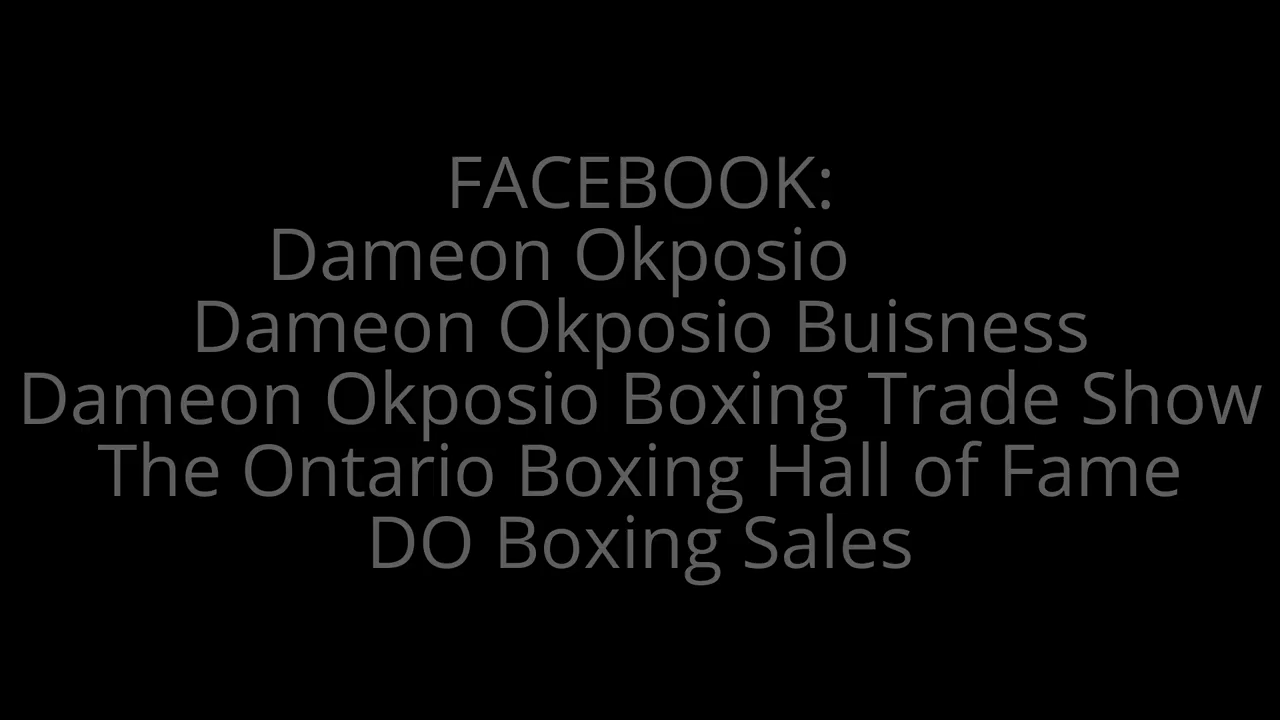 FACEBOOK:
Dameon Okposio
Dameon Okposio Buisness
Dameon Okposio Boxing Trade Show
The Ontario Boxing Hall of Fame
DO Boxing Sales